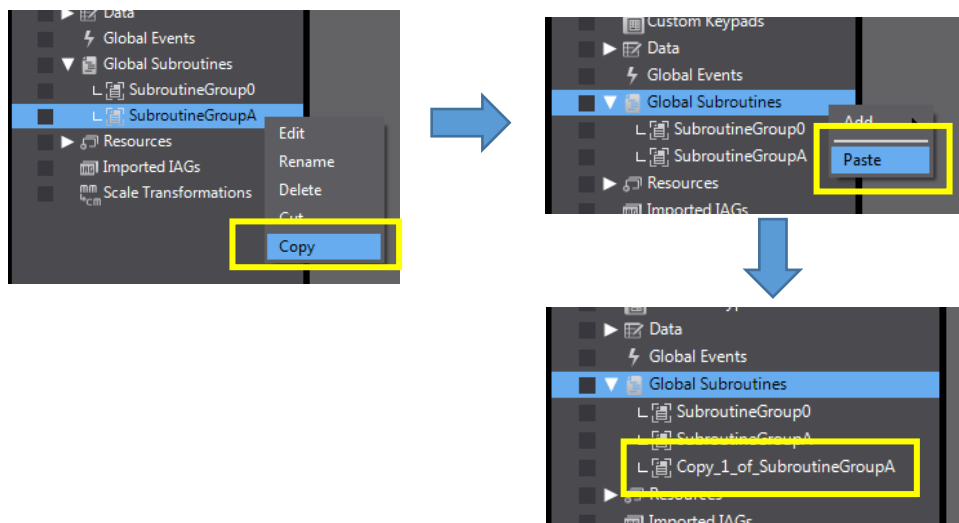 Data
Global Events
Global Subroutines
SubroutineGroup0
SubroutineGroupA
Resources
Imported IAGs
mm
cm
Scale Transformations
Edit
Rename
Delete
Cut
Copy
Custom Keypads
Data
Global Events
Global Subroutines
SubroutineGroup0
SubroutineGroupA
Resources
Imported IAGs
Add
Paste
Data
Global Events
Global Subroutines
SubroutineGroup0
SubroutineGroupA
Copy_1_of_SubroutineGroupA
Resources
Imported IAGs